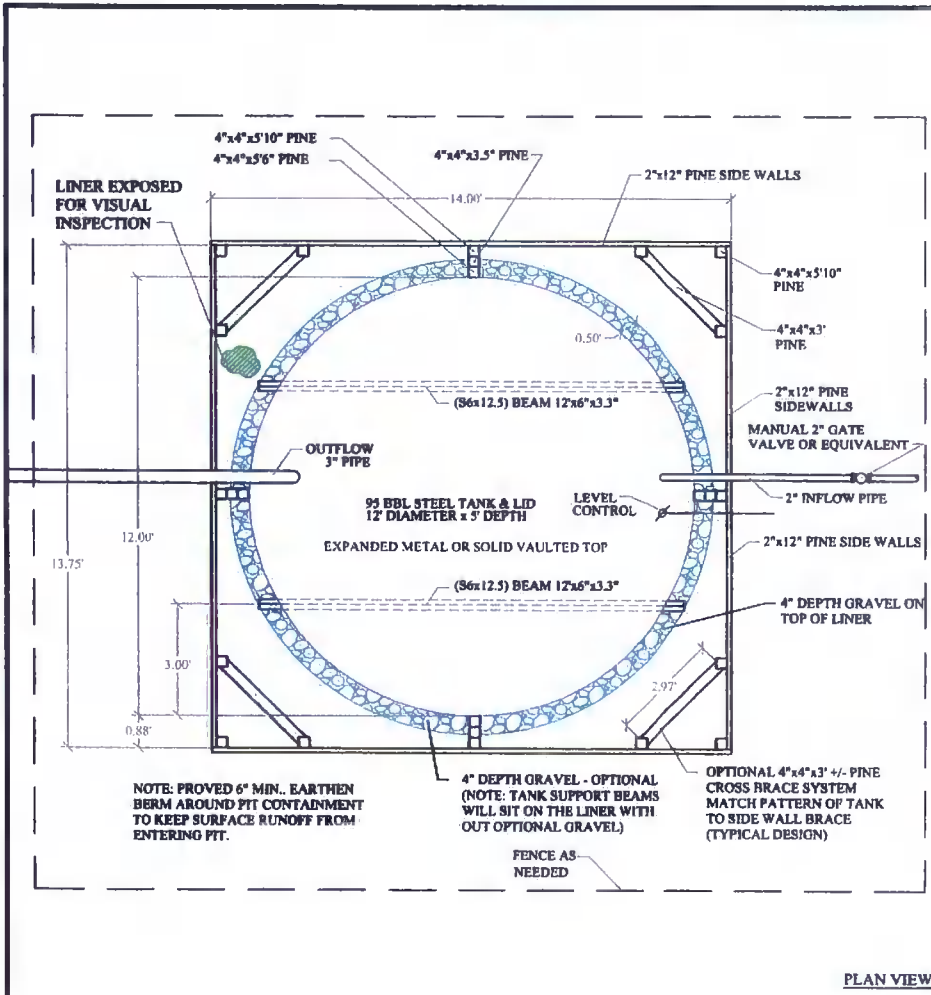 4"x4"x5'10" PINE
4"x4"x5'6" PINE
4"x4"x3.5" PINE
2"x12" PINE SIDE WALLS
LINER EXPOSED
FOR VISUAL
INSPECTION
14.00'
4"x4"x5'10"
PINE
4"x4"x3'
PINE
0.50'
2"x12" PINE
SIDEWALLS
(S6x12.5) BEAM 12'x6"x3.3"
MANUAL 2" GATE
VALVE OR EQUIVALENT
OUTFLOW
3" PIPE
2" INFLOW PIPE
95 BBL STEEL TANK & LID
12' DIAMETER x 5' DEPTH
LEVEL
CONTROL
12.00'
13.75'
EXPANDED METAL OR SOLID VAULTED TOP
2"x12" PINE SIDE WALLS
(S6x12.5) BEAM 12'x6"x3.3"
4" DEPTH GRAVEL ON
TOP OF LINER
3.00'
2.97'
0.88'
NOTE: PROVED 6" MIN.. EARTHEN
BERM AROUND PIT CONTAINMENT
TO KEEP SURFACE RUNOFF FROM
ENTERING PIT.
4" DEPTH GRAVEL - OPTIONAL
(NOTE: TANK SUPPORT BEAMS
WILL SIT ON THE LINER WITH
OUT OPTIONAL GRAVEL)
OPTIONAL 4"x4"x3' +/- PINE
CROSS BRACE SYSTEM
MATCH PATTERN OF TANK
TO SIDE WALL BRACE
(TYPICAL DESIGN)
FENCE AS
NEEDED
PLAN VIEW